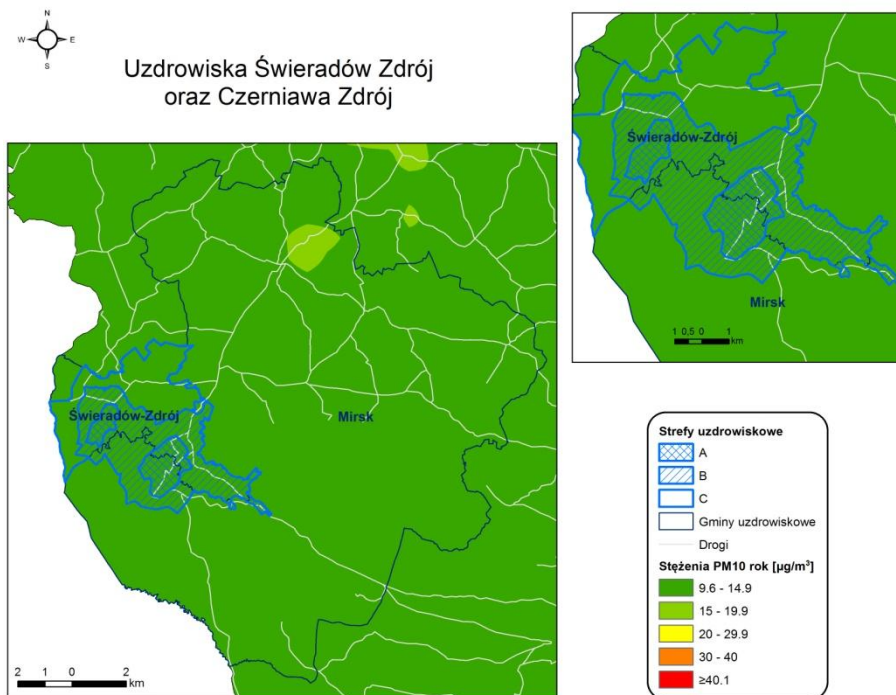 N
W E
S
Uzdrowiska Świeradów Zdrój
oraz Czerniawa Zdrój
Świeradów-Zdrój
Mirsk
2 1 0 2
km
Świeradów-Zdrój
Mirsk
1 0,5 0 1
km
Strefy uzdrowiskowe
A
B
C
Gminy uzdrowiskowe
Drogi
Stężenia PM10 rok [µg/m³]
9.6 - 14.9
15 - 19.9
20 - 29.9
30 - 40
≥40.1